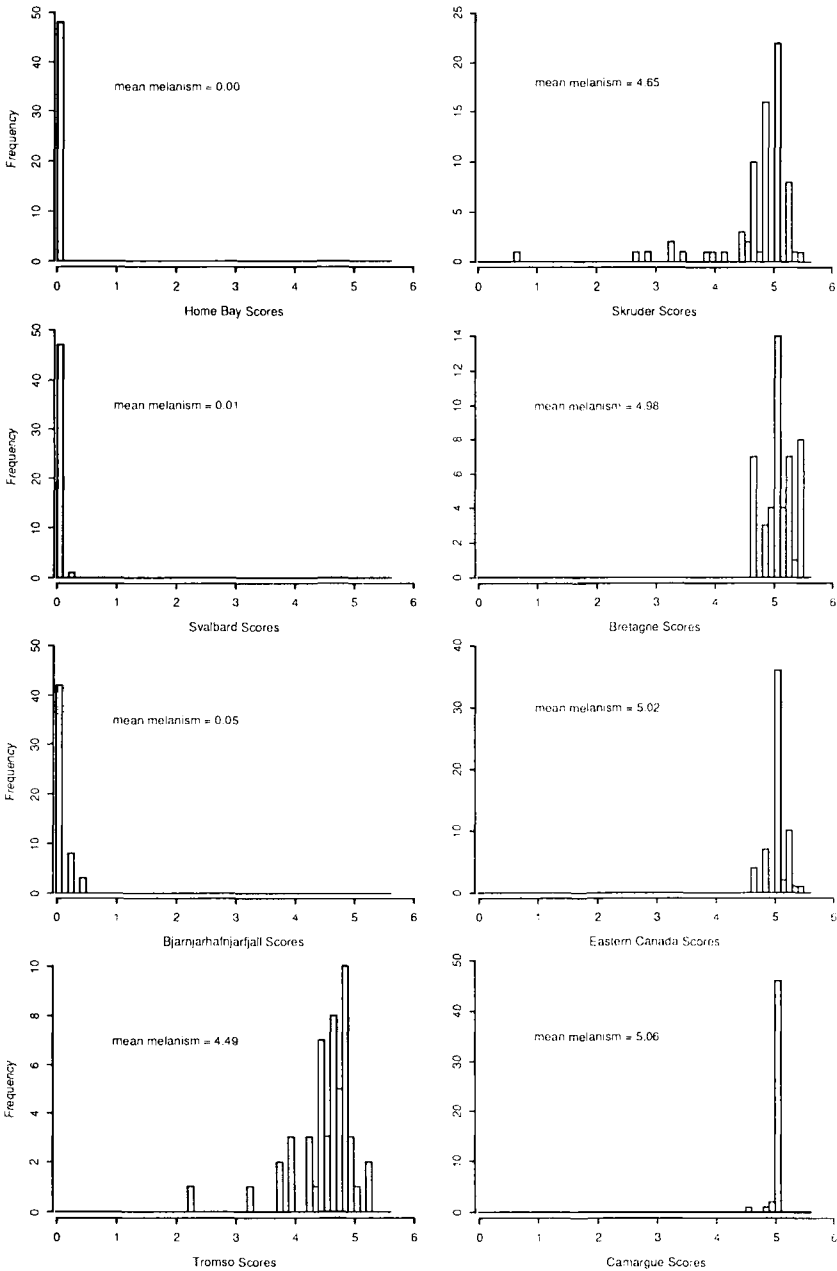 50
40
30
20
10
0
Frequency
mean melanism = 0.00
0 1 2 3 4 5 6
Home Bay Scores
25
20
15
10
5
0
mean melanism = 4.65
0 1 2 3 4 5 6
Skruder Scores
50
40
30
20
10
0
Frequency
mean melanism = 0.01
0 1 2 3 4 5 6
Svalbard Scores
14
12
10
8
6
4
2
0
mean melanism = 4.98
0 1 2 3 4 5 6
Bretagne Scores
50
40
30
20
10
0
Frequency
mean melanism = 0.05
0 1 2 3 4 5 6
Bjarnjarhafnjarfjall Scores
40
30
20
10
0
mean melanism = 5.02
0 1 2 3 4 5 6
Eastern Canada Scores
10
8
6
4
2
0
Frequency
mean melanism = 4.49
0 1 2 3 4 5 6
Tromso Scores
50
40
30
20
10
0
mean melanism = 5.06
0 1 2 3 4 5 6
Camargue Scores